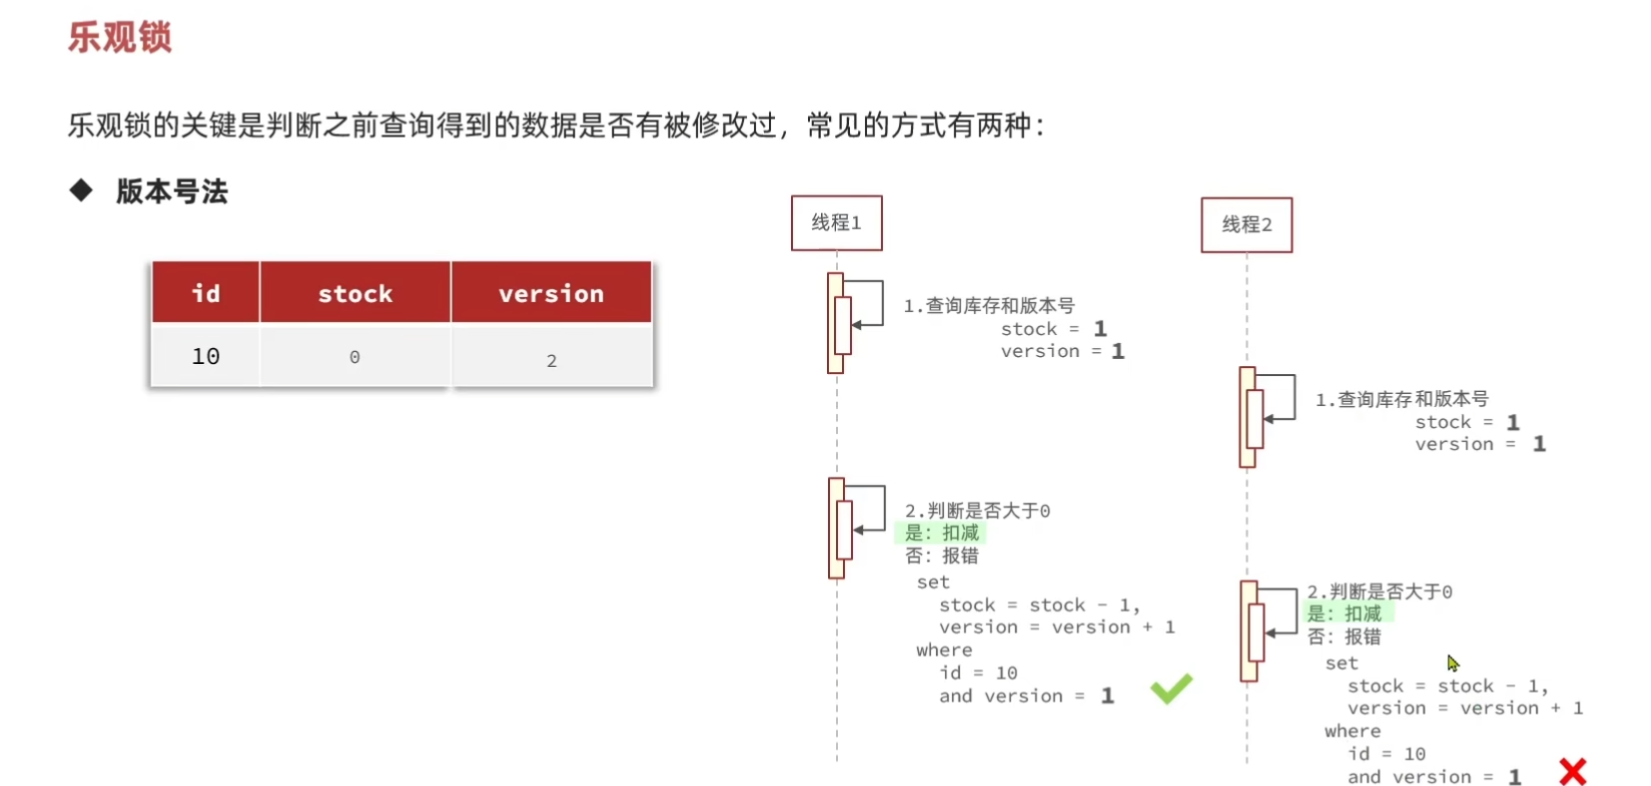 乐观锁
乐观锁的关键是判断之前查询得到的数据是否有被修改过，常见的方式有两种：
◆ 版本号法
id stock version
10 0 2
线程1
1.查询库存和版本号
stock = 1
version = 1
2.判断是否大于0
是：扣减
否：报错
set
stock = stock - 1,
version = version + 1
where
id = 10
and version = 1
线程2
1.查询库存和版本号
stock = 1
version = 1
2.判断是否大于0
是：扣减
否：报错
set
stock = stock - 1,
version = version + 1
where
id = 10
and version = 1